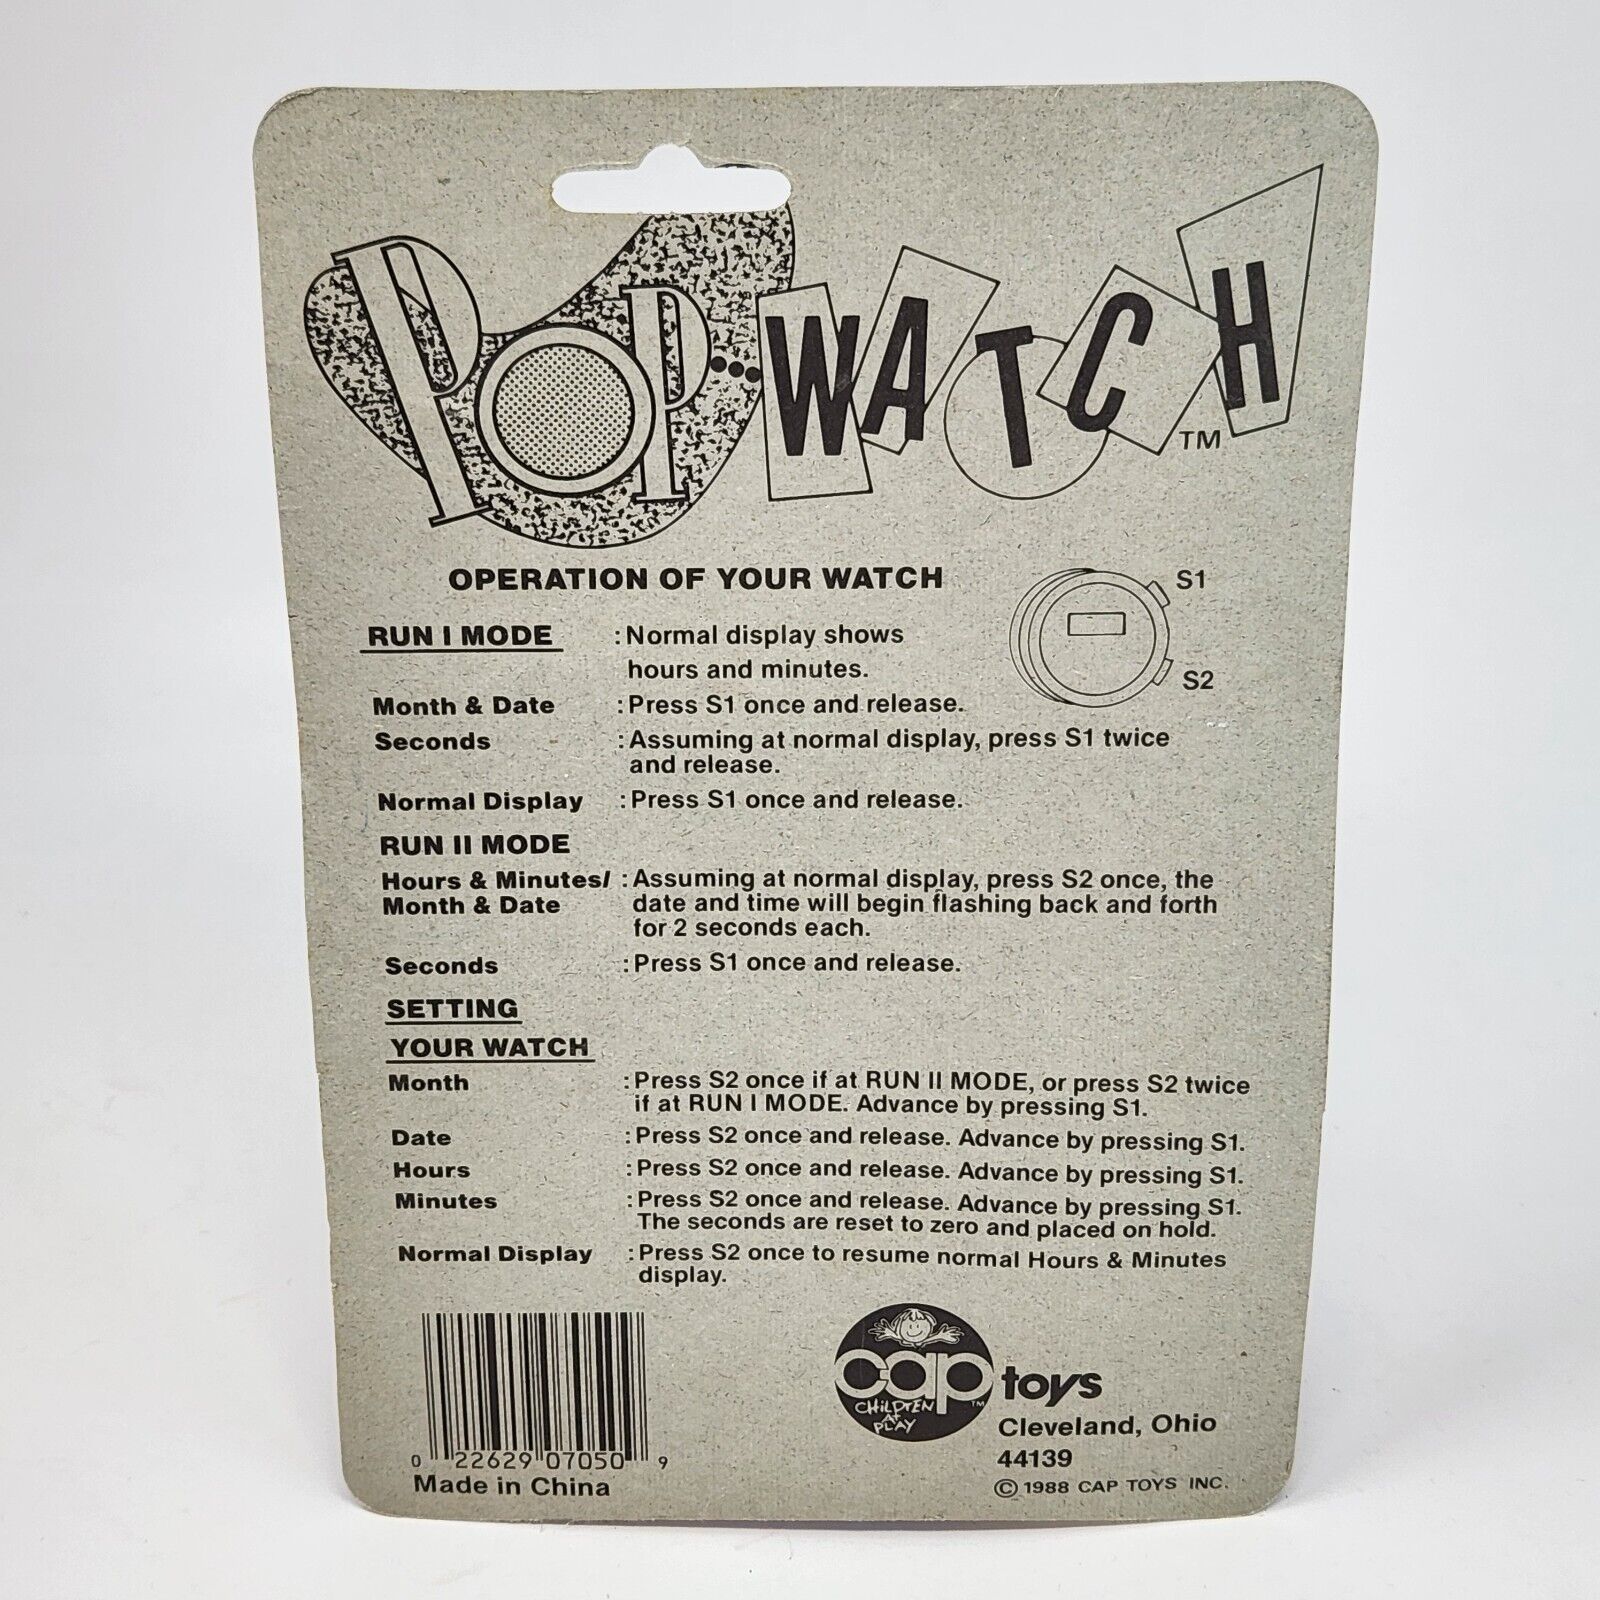 POP...WATCH™
OPERATION OF YOUR WATCH
S1
S2
RUN I MODE :Normal display shows
hours and minutes.
Month & Date :Press S1 once and release.
Seconds :Assuming at normal display, press S1 twice
and release.
Normal Display :Press S1 once and release.
RUN II MODE
Hours & Minutes/ :Assuming at normal display, press S2 once, the
Month & Date date and time will begin flashing back and forth
for 2 seconds each.
Seconds :Press S1 once and release.
SETTING
YOUR WATCH
Month :Press S2 once if at RUN II MODE, or press S2 twice
if at RUN I MODE. Advance by pressing S1.
Date :Press S2 once and release. Advance by pressing S1.
Hours :Press S2 once and release. Advance by pressing S1.
Minutes :Press S2 once and release. Advance by pressing S1.
The seconds are reset to zero and placed on hold.
Normal Display :Press S2 once to resume normal Hours & Minutes
display.
0 22629 07050 9
Made in China
cap toys
CHILDREN
AT
PLAY
™
Cleveland, Ohio
44139
© 1988 CAP TOYS INC.